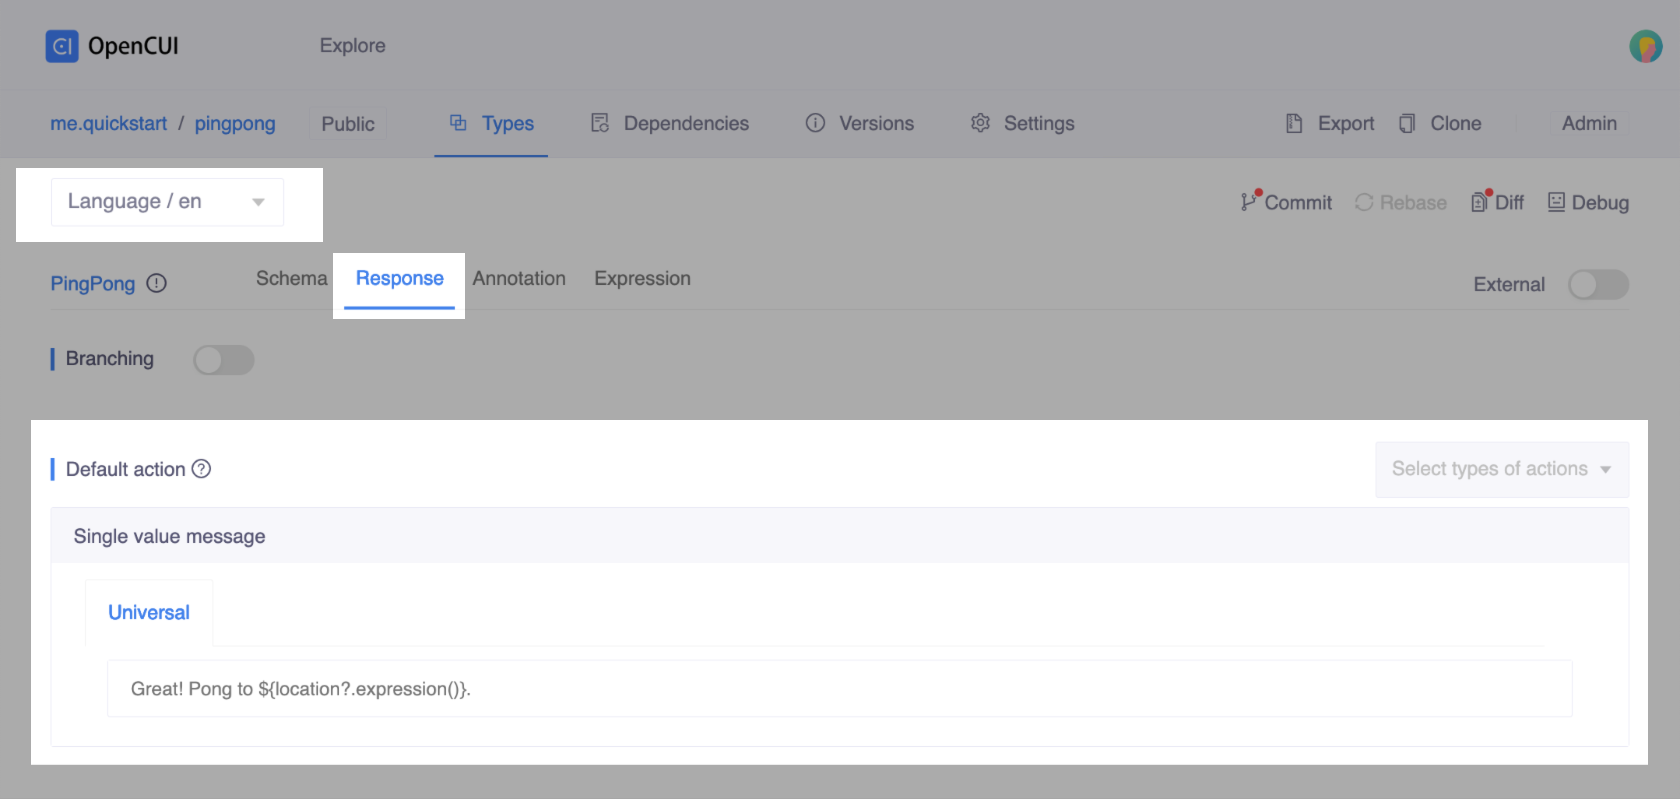 OpenCUI Explore
me.quickstart / pingpong Public Types Dependencies Versions Settings Export Clone Admin
Language / en Commit Rebase Diff Debug
PingPong Schema Response Annotation Expression External
Branching
Default action Select types of actions
Single value message
Universal
Great! Pong to ${location?.expression()}.